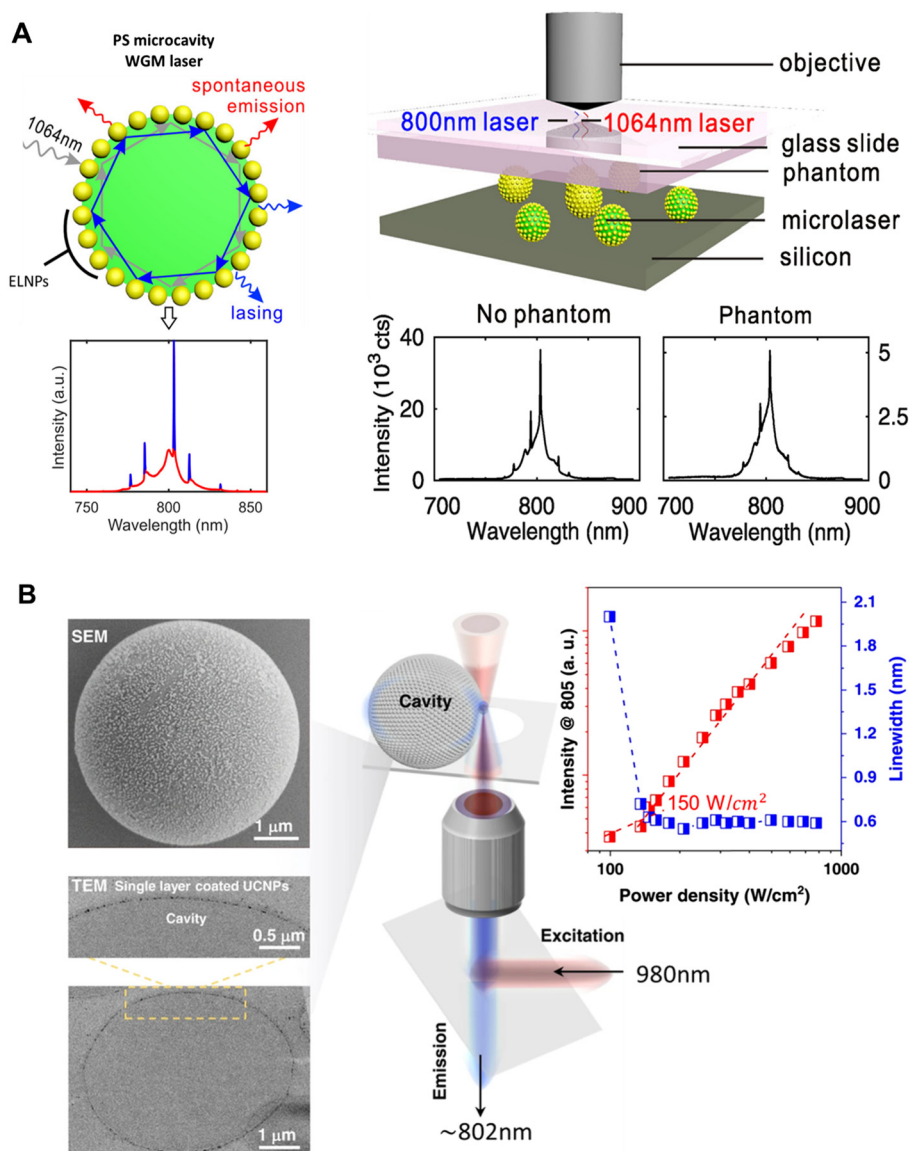 A
PS microcavity
WGM laser
spontaneous
emission
1064nm
ELNPs
lasing
Intensity (a.u.)
750
800
850
Wavelength (nm)
objective
800nm laser
1064nm laser
glass slide
phantom
microlaser
silicon
No phantom
Phantom
Intensity (10³ cts)
40
20
0
5
2.5
0
700
800
900
700
800
900
Wavelength (nm)
Wavelength (nm)
B
SEM
1 μm
TEM Single layer coated UCNPs
Cavity
0.5 μm
1 μm
Cavity
Excitation
980nm
Emission
~802nm
Intensity @ 805 (a. u.)
150 W/cm²
100
1000
Power density (W/cm²)
2.1
1.8
1.5
1.2
0.9
0.6
Linewidth (nm)